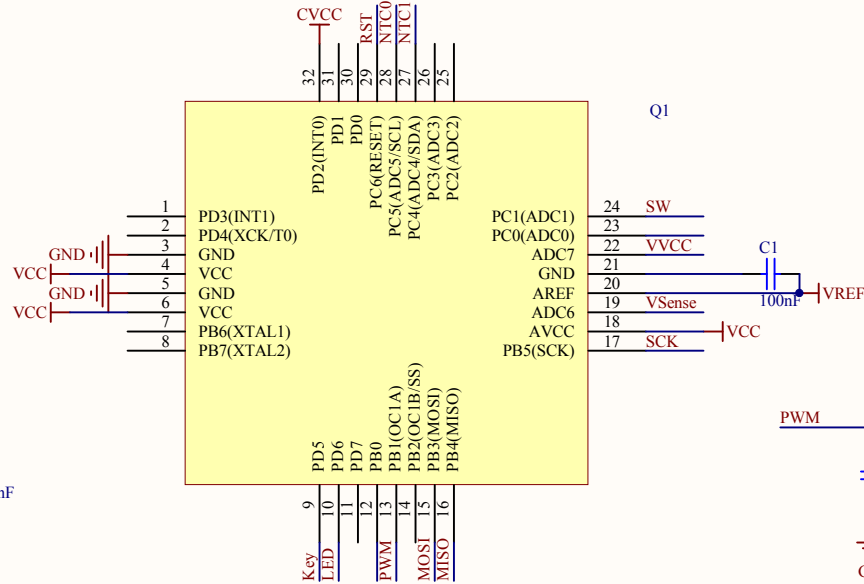 CVCC
RST
NTC0
NTC1
32
31
30
29
28
27
26
25
Q1
PD2(INT0)
PD1
PD0
PC6(RESET)
PC5(ADC5/SCL)
PC4(ADC4/SDA)
PC3(ADC3)
PC2(ADC2)
1 PD3(INT1) PC1(ADC1) 24 SW
2 PD4(XCK/T0) PC0(ADC0) 23
GND 3 GND ADC7 22 VVCC
VCC 4 VCC GND 21 C1
GND 5 GND AREF 20 100nF VREF
VCC 6 VCC ADC6 19 VSense
7 PB6(XTAL1) AVCC 18 VCC
8 PB7(XTAL2) PB5(SCK) 17 SCK
PD5
PD6
PD7
PB0
PB1(OC1A)
PB2(OC1B/SS)
PB3(MOSI)
PB4(MISO)
PWM
nF
9
10
11
12
13
14
15
16
Key
LED
PWM
MOSI
MISO